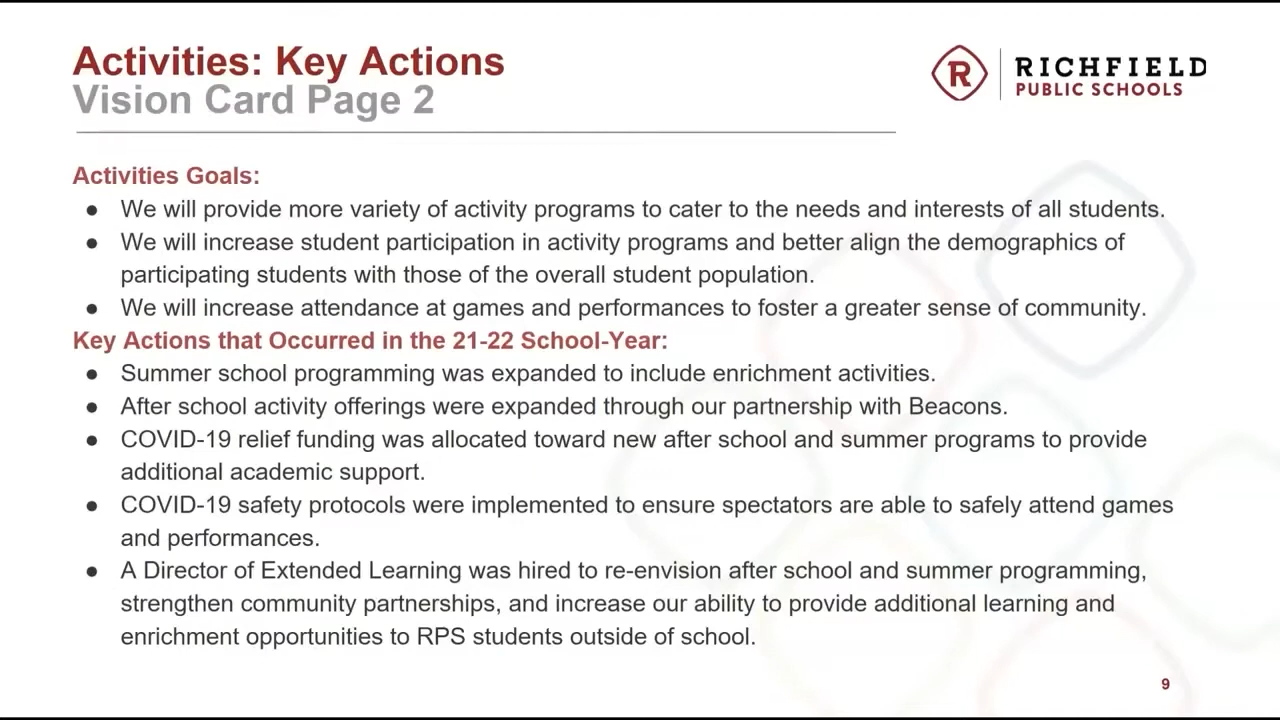 Activities: Key Actions
Vision Card Page 2
R
RICHFIELD
PUBLIC SCHOOLS
Activities Goals:
● We will provide more variety of activity programs to cater to the needs and interests of all students.
● We will increase student participation in activity programs and better align the demographics of
participating students with those of the overall student population.
● We will increase attendance at games and performances to foster a greater sense of community.
Key Actions that Occurred in the 21-22 School-Year:
● Summer school programming was expanded to include enrichment activities.
● After school activity offerings were expanded through our partnership with Beacons.
● COVID-19 relief funding was allocated toward new after school and summer programs to provide
additional academic support.
● COVID-19 safety protocols were implemented to ensure spectators are able to safely attend games
and performances.
● A Director of Extended Learning was hired to re-envision after school and summer programming,
strengthen community partnerships, and increase our ability to provide additional learning and
enrichment opportunities to RPS students outside of school.
9